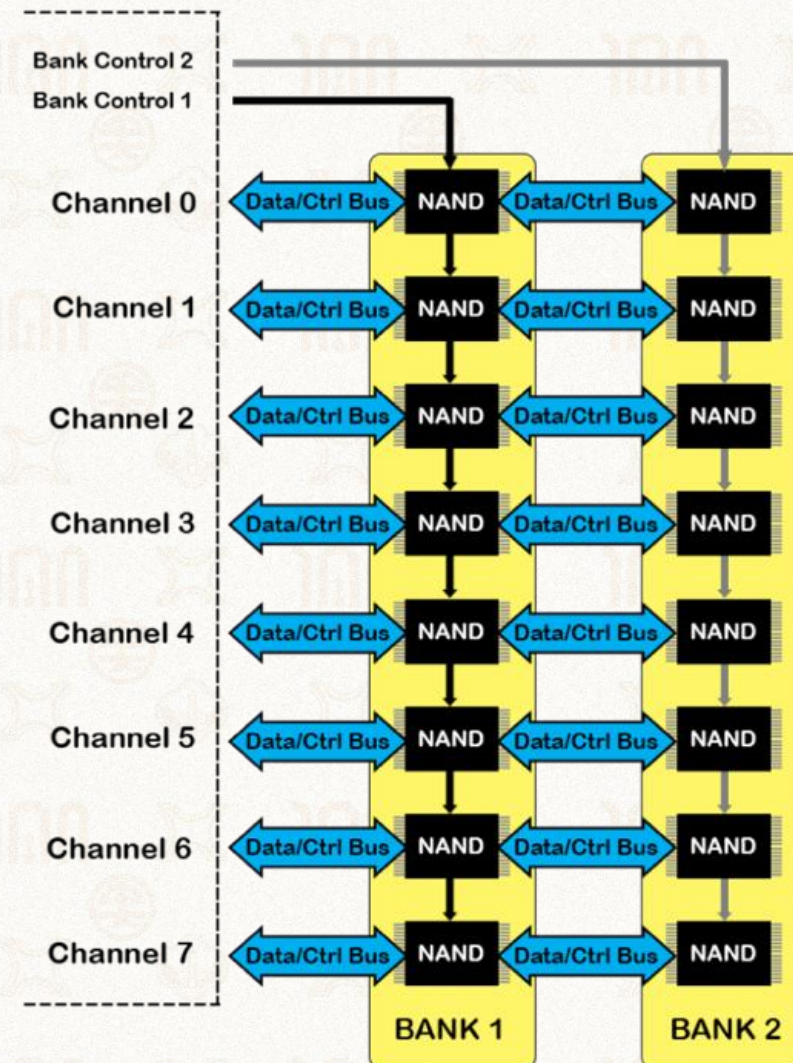 Bank Control 2
Bank Control 1
Channel 0 Data/Ctrl Bus NAND Data/Ctrl Bus NAND
Channel 1 Data/Ctrl Bus NAND Data/Ctrl Bus NAND
Channel 2 Data/Ctrl Bus NAND Data/Ctrl Bus NAND
Channel 3 Data/Ctrl Bus NAND Data/Ctrl Bus NAND
Channel 4 Data/Ctrl Bus NAND Data/Ctrl Bus NAND
Channel 5 Data/Ctrl Bus NAND Data/Ctrl Bus NAND
Channel 6 Data/Ctrl Bus NAND Data/Ctrl Bus NAND
Channel 7 Data/Ctrl Bus NAND Data/Ctrl Bus NAND
BANK 1 BANK 2